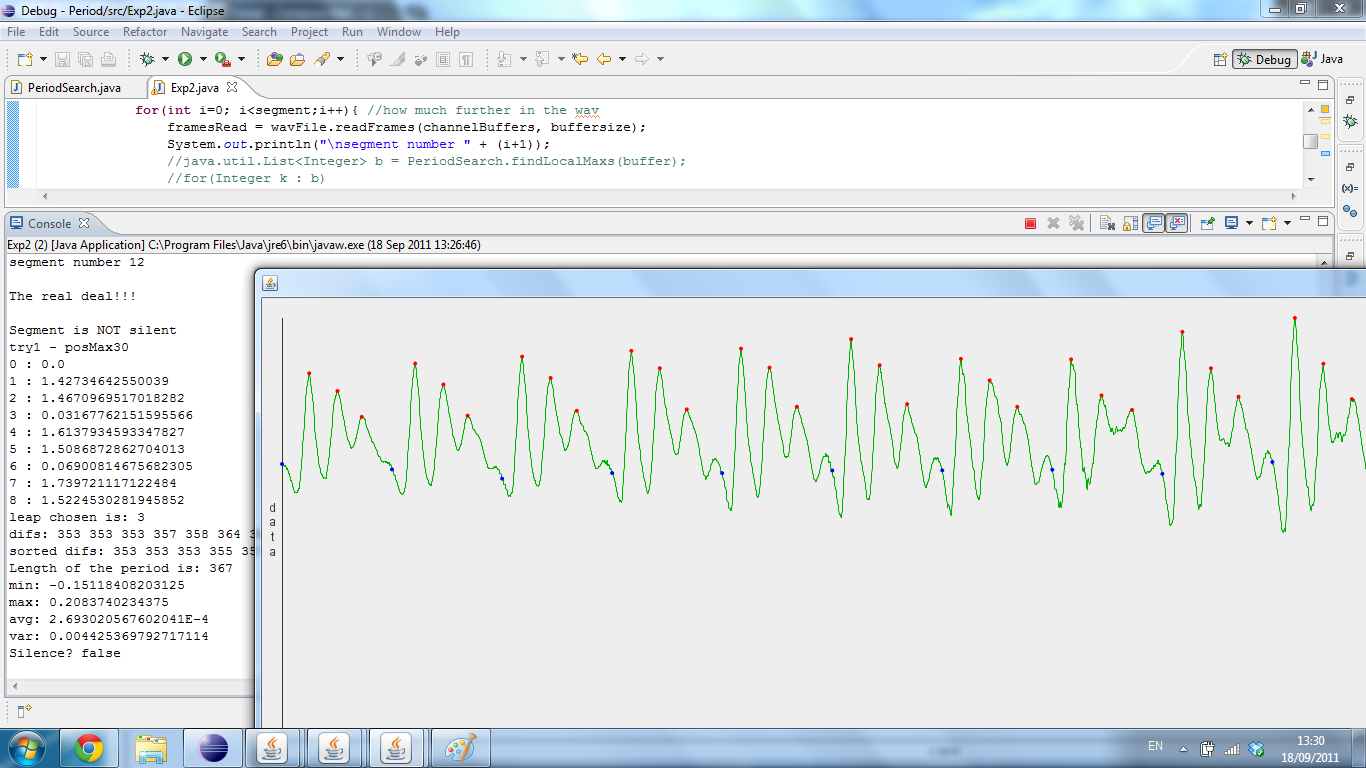 Debug - Period/src/Exp2.java - Eclipse
File Edit Source Refactor Navigate Search Project Run Window Help
Debug Java
PeriodSearch.java Exp2.java
for(int i=0; i<segment;i++){ //how much further in the wav
framesRead = wavFile.readFrames(channelBuffers, buffersize);
System.out.println("\nsegment number " + (i+1));
//java.util.List<Integer> b = PeriodSearch.findLocalMaxs(buffer);
//for(Integer k : b)
Console
Exp2 (2) [Java Application] C:\Program Files\Java\jre6\bin\javaw.exe (18 Sep 2011 13:26:46)
segment number 12
The real deal!!!
Segment is NOT silent
try1 - posMax30
0 : 0.0
1 : 1.42734642550039
2 : 1.4670969517018282
3 : 0.03167762151595566
4 : 1.6137934593347827
5 : 1.5086872862704013
6 : 0.06900814675682305
7 : 1.739721117122484
8 : 1.5224530281945852
leap chosen is: 3
difs: 353 353 353 357 358 364 3
sorted difs: 353 353 353 355 35
Length of the period is: 367
min: -0.15118408203125
max: 0.2083740234375
avg: 2.693020567602041E-4
var: 0.004425369792717114
Silence? false
data
EN
13:30
18/09/2011